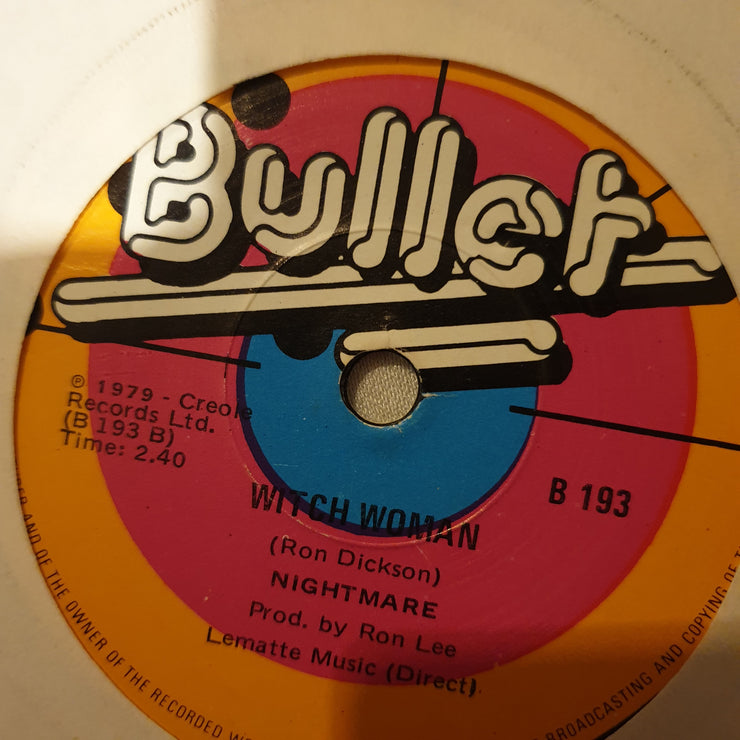 Bullet
℗ 1979 - Creole
Records Ltd.
(B 193 B)
Time: 2.40
B 193
WITCH WOMAN
(Ron Dickson)
NIGHTMARE
Prod. by Ron Lee
Lematte Music (Direct)
AND OF THE OWNER OF THE RECORDED
BROADCASTING AND COPYING OF